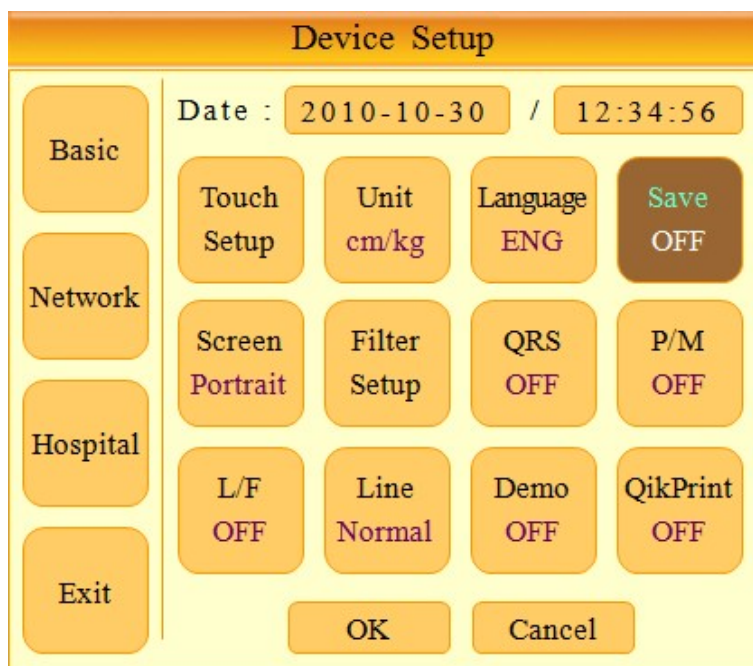 Device Setup
Date : 2010-10-30 / 12:34:56
Basic
Network
Hospital
Exit
Touch
Setup
Unit
cm/kg
Language
ENG
Save
OFF
Screen
Portrait
Filter
Setup
QRS
OFF
P/M
OFF
L/F
OFF
Line
Normal
Demo
OFF
QikPrint
OFF
OK
Cancel